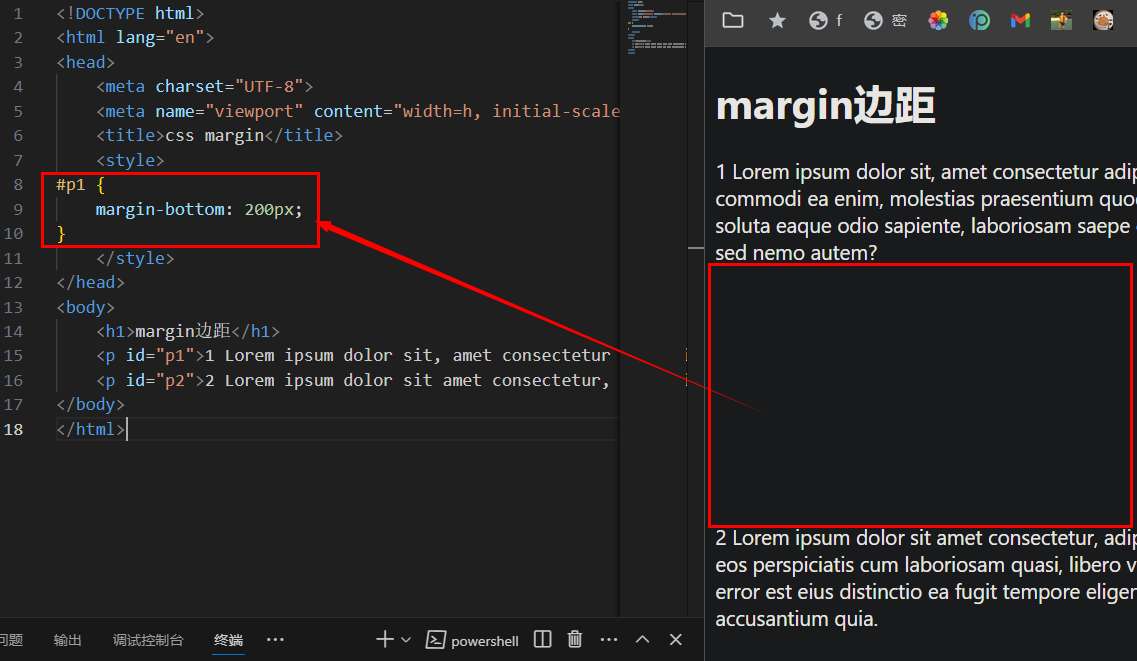 1 <!DOCTYPE html>
2 <html lang="en">
3 <head>
4 <meta charset="UTF-8">
5 <meta name="viewport" content="width=h, initial-scale
6 <title>css margin</title>
7 <style>
8 #p1 {
9 margin-bottom: 200px;
10 }
11 </style>
12 </head>
13 <body>
14 <h1>margin边距</h1>
15 <p id="p1">1 Lorem ipsum dolor sit, amet consectetur
16 <p id="p2">2 Lorem ipsum dolor sit amet consectetur,
17 </body>
18 </html>
问题 输出 调试控制台 终端 powershell
f 密
margin边距
1 Lorem ipsum dolor sit, amet consectetur adip
commodi ea enim, molestias praesentium quo
soluta eaque odio sapiente, laboriosam saepe
sed nemo autem?
2 Lorem ipsum dolor sit amet consectetur, adip
eos perspiciatis cum laboriosam quasi, libero v
error est eius distinctio ea fugit tempore eliger
accusantium quia.